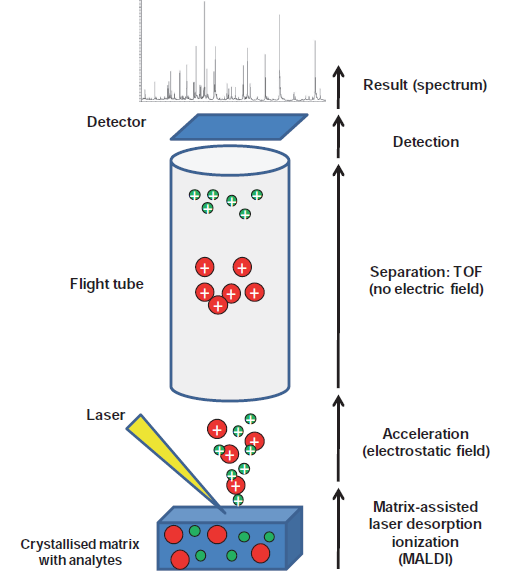 Result (spectrum)
Detector
Detection
Flight tube
Separation: TOF
(no electric field)
Laser
Acceleration
(electrostatic field)
Matrix-assisted
laser desorption
ionization
(MALDI)
Crystallised matrix
with analytes